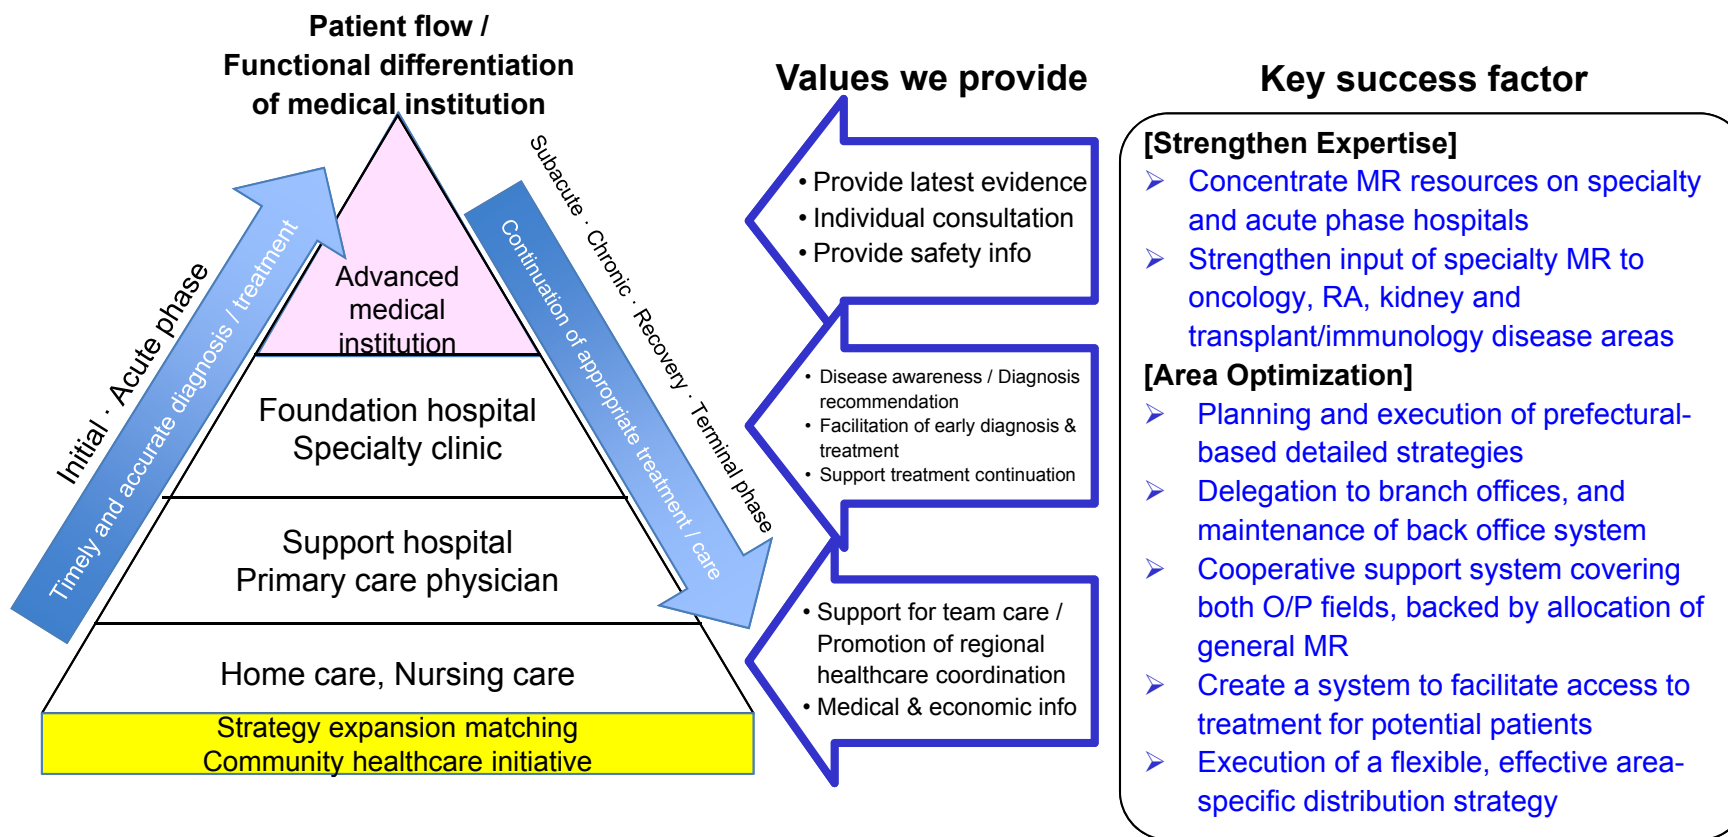 Patient flow /
Functional differentiation
of medical institution
Initial · Acute phase
Timely and accurate diagnosis / treatment
Subacute · Chronic · Recovery · Terminal phase
Continuation of appropriate treatment / care
Advanced
medical
institution
Foundation hospital
Specialty clinic
Support hospital
Primary care physician
Home care, Nursing care
Strategy expansion matching
Community healthcare initiative
Values we provide
• Provide latest evidence
• Individual consultation
• Provide safety info
• Disease awareness / Diagnosis
recommendation
• Facilitation of early diagnosis &
treatment
• Support treatment continuation
• Support for team care /
Promotion of regional
healthcare coordination
• Medical & economic info
Key success factor
[Strengthen Expertise]
➢ Concentrate MR resources on specialty
and acute phase hospitals
➢ Strengthen input of specialty MR to
oncology, RA, kidney and
transplant/immunology disease areas
[Area Optimization]
➢ Planning and execution of prefectural-
based detailed strategies
➢ Delegation to branch offices, and
maintenance of back office system
➢ Cooperative support system covering
both O/P fields, backed by allocation of
general MR
➢ Create a system to facilitate access to
treatment for potential patients
➢ Execution of a flexible, effective area-
specific distribution strategy